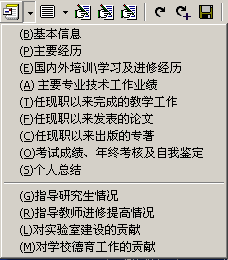 (B)基本信息
(P)主要经历
(E)国内外培训\学习及进修经历
(A) 主要专业技术工作业绩
(T)任现职以来完成的教学工作
(F)任现职以来发表的论文
(C)任现职以来出版的专著
(O)考试成绩、年终考核及自我鉴定
(S)个人总结
(G)指导研究生情况
(R)指导教师进修提高情况
(L)对实验室建设的贡献
(M)对学校德育工作的贡献